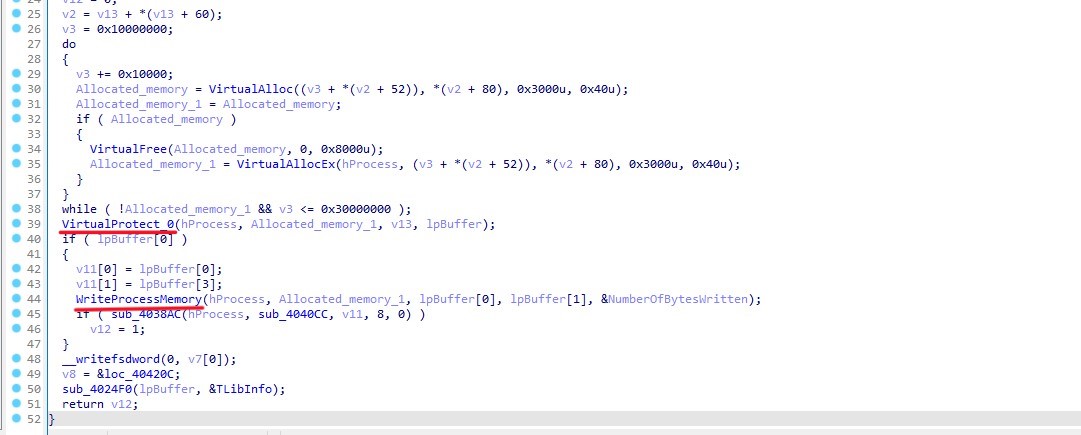 25 v2 = v13 + *(v13 + 60);
26 v3 = 0x10000000;
27 do
28 {
29 v3 += 0x10000;
30 Allocated_memory = VirtualAlloc((v3 + *(v2 + 52)), *(v2 + 80), 0x3000u, 0x40u);
31 Allocated_memory_1 = Allocated_memory;
32 if ( Allocated_memory )
33 {
34 VirtualFree(Allocated_memory, 0, 0x8000u);
35 Allocated_memory_1 = VirtualAllocEx(hProcess, (v3 + *(v2 + 52)), *(v2 + 80), 0x3000u, 0x40u);
36 }
37 }
38 while ( !Allocated_memory_1 && v3 <= 0x30000000 );
39 VirtualProtect_0(hProcess, Allocated_memory_1, v13, lpBuffer);
40 if ( lpBuffer[0] )
41 {
42 v11[0] = lpBuffer[0];
43 v11[1] = lpBuffer[3];
44 WriteProcessMemory(hProcess, Allocated_memory_1, lpBuffer[0], lpBuffer[1], &NumberOfBytesWritten);
45 if ( sub_4038AC(hProcess, sub_4040CC, v11, 8, 0) )
46 v12 = 1;
47 }
48 __writefsdword(0, v7[0]);
49 v8 = &loc_40420C;
50 sub_4024F0(lpBuffer, &TLibInfo);
51 return v12;
52 }